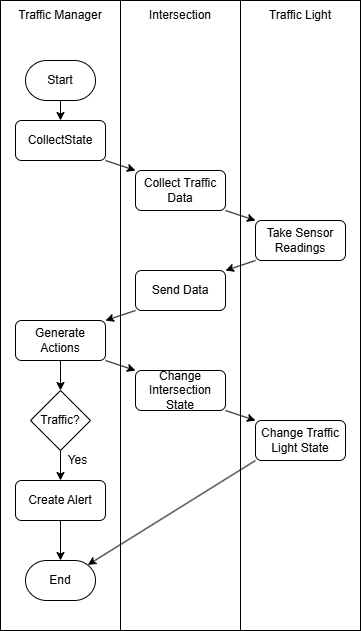 Traffic Manager
Intersection
Traffic Light
Start
CollectState
Collect Traffic
Data
Take Sensor
Readings
Send Data
Generate
Actions
Change
Intersection
State
Traffic?
Change Traffic
Light State
Yes
Create Alert
End